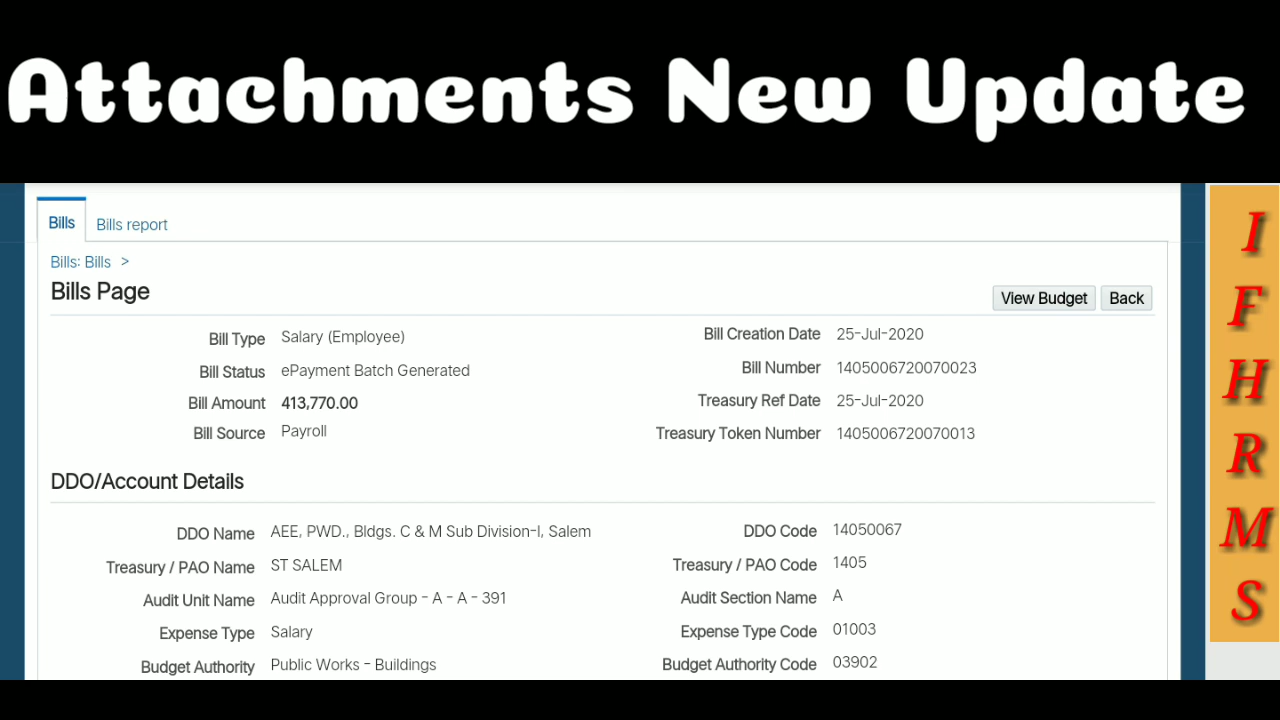 Attachments New Update
Bills Bills report
Bills: Bills >
Bills Page
View Budget Back
Bill Type Salary (Employee) Bill Creation Date 25-Jul-2020
Bill Status ePayment Batch Generated Bill Number 1405006720070023
Bill Amount 413,770.00 Treasury Ref Date 25-Jul-2020
Bill Source Payroll Treasury Token Number 1405006720070013
DDO/Account Details
DDO Name AEE, PWD., Bldgs. C & M Sub Division-I, Salem DDO Code 14050067
Treasury / PAO Name ST SALEM Treasury / PAO Code 1405
Audit Unit Name Audit Approval Group - A - A - 391 Audit Section Name A
Expense Type Salary Expense Type Code 01003
Budget Authority Public Works - Buildings Budget Authority Code 03902
I
F
H
R
M
S